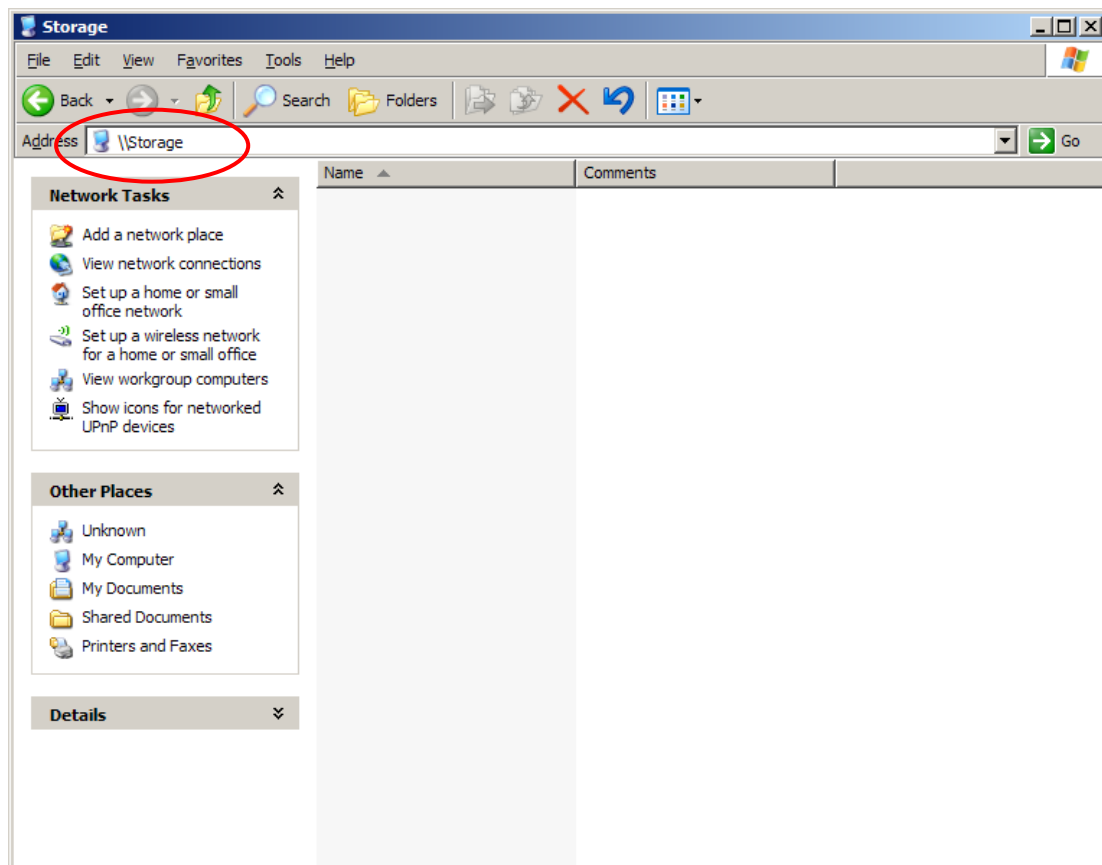 Storage
File Edit View Favorites Tools Help
Back Search Folders
Address \\Storage Go
Name Comments
Network Tasks
Add a network place
View network connections
Set up a home or small
office network
Set up a wireless network
for a home or small office
View workgroup computers
Show icons for networked
UPnP devices
Other Places
Unknown
My Computer
My Documents
Shared Documents
Printers and Faxes
Details